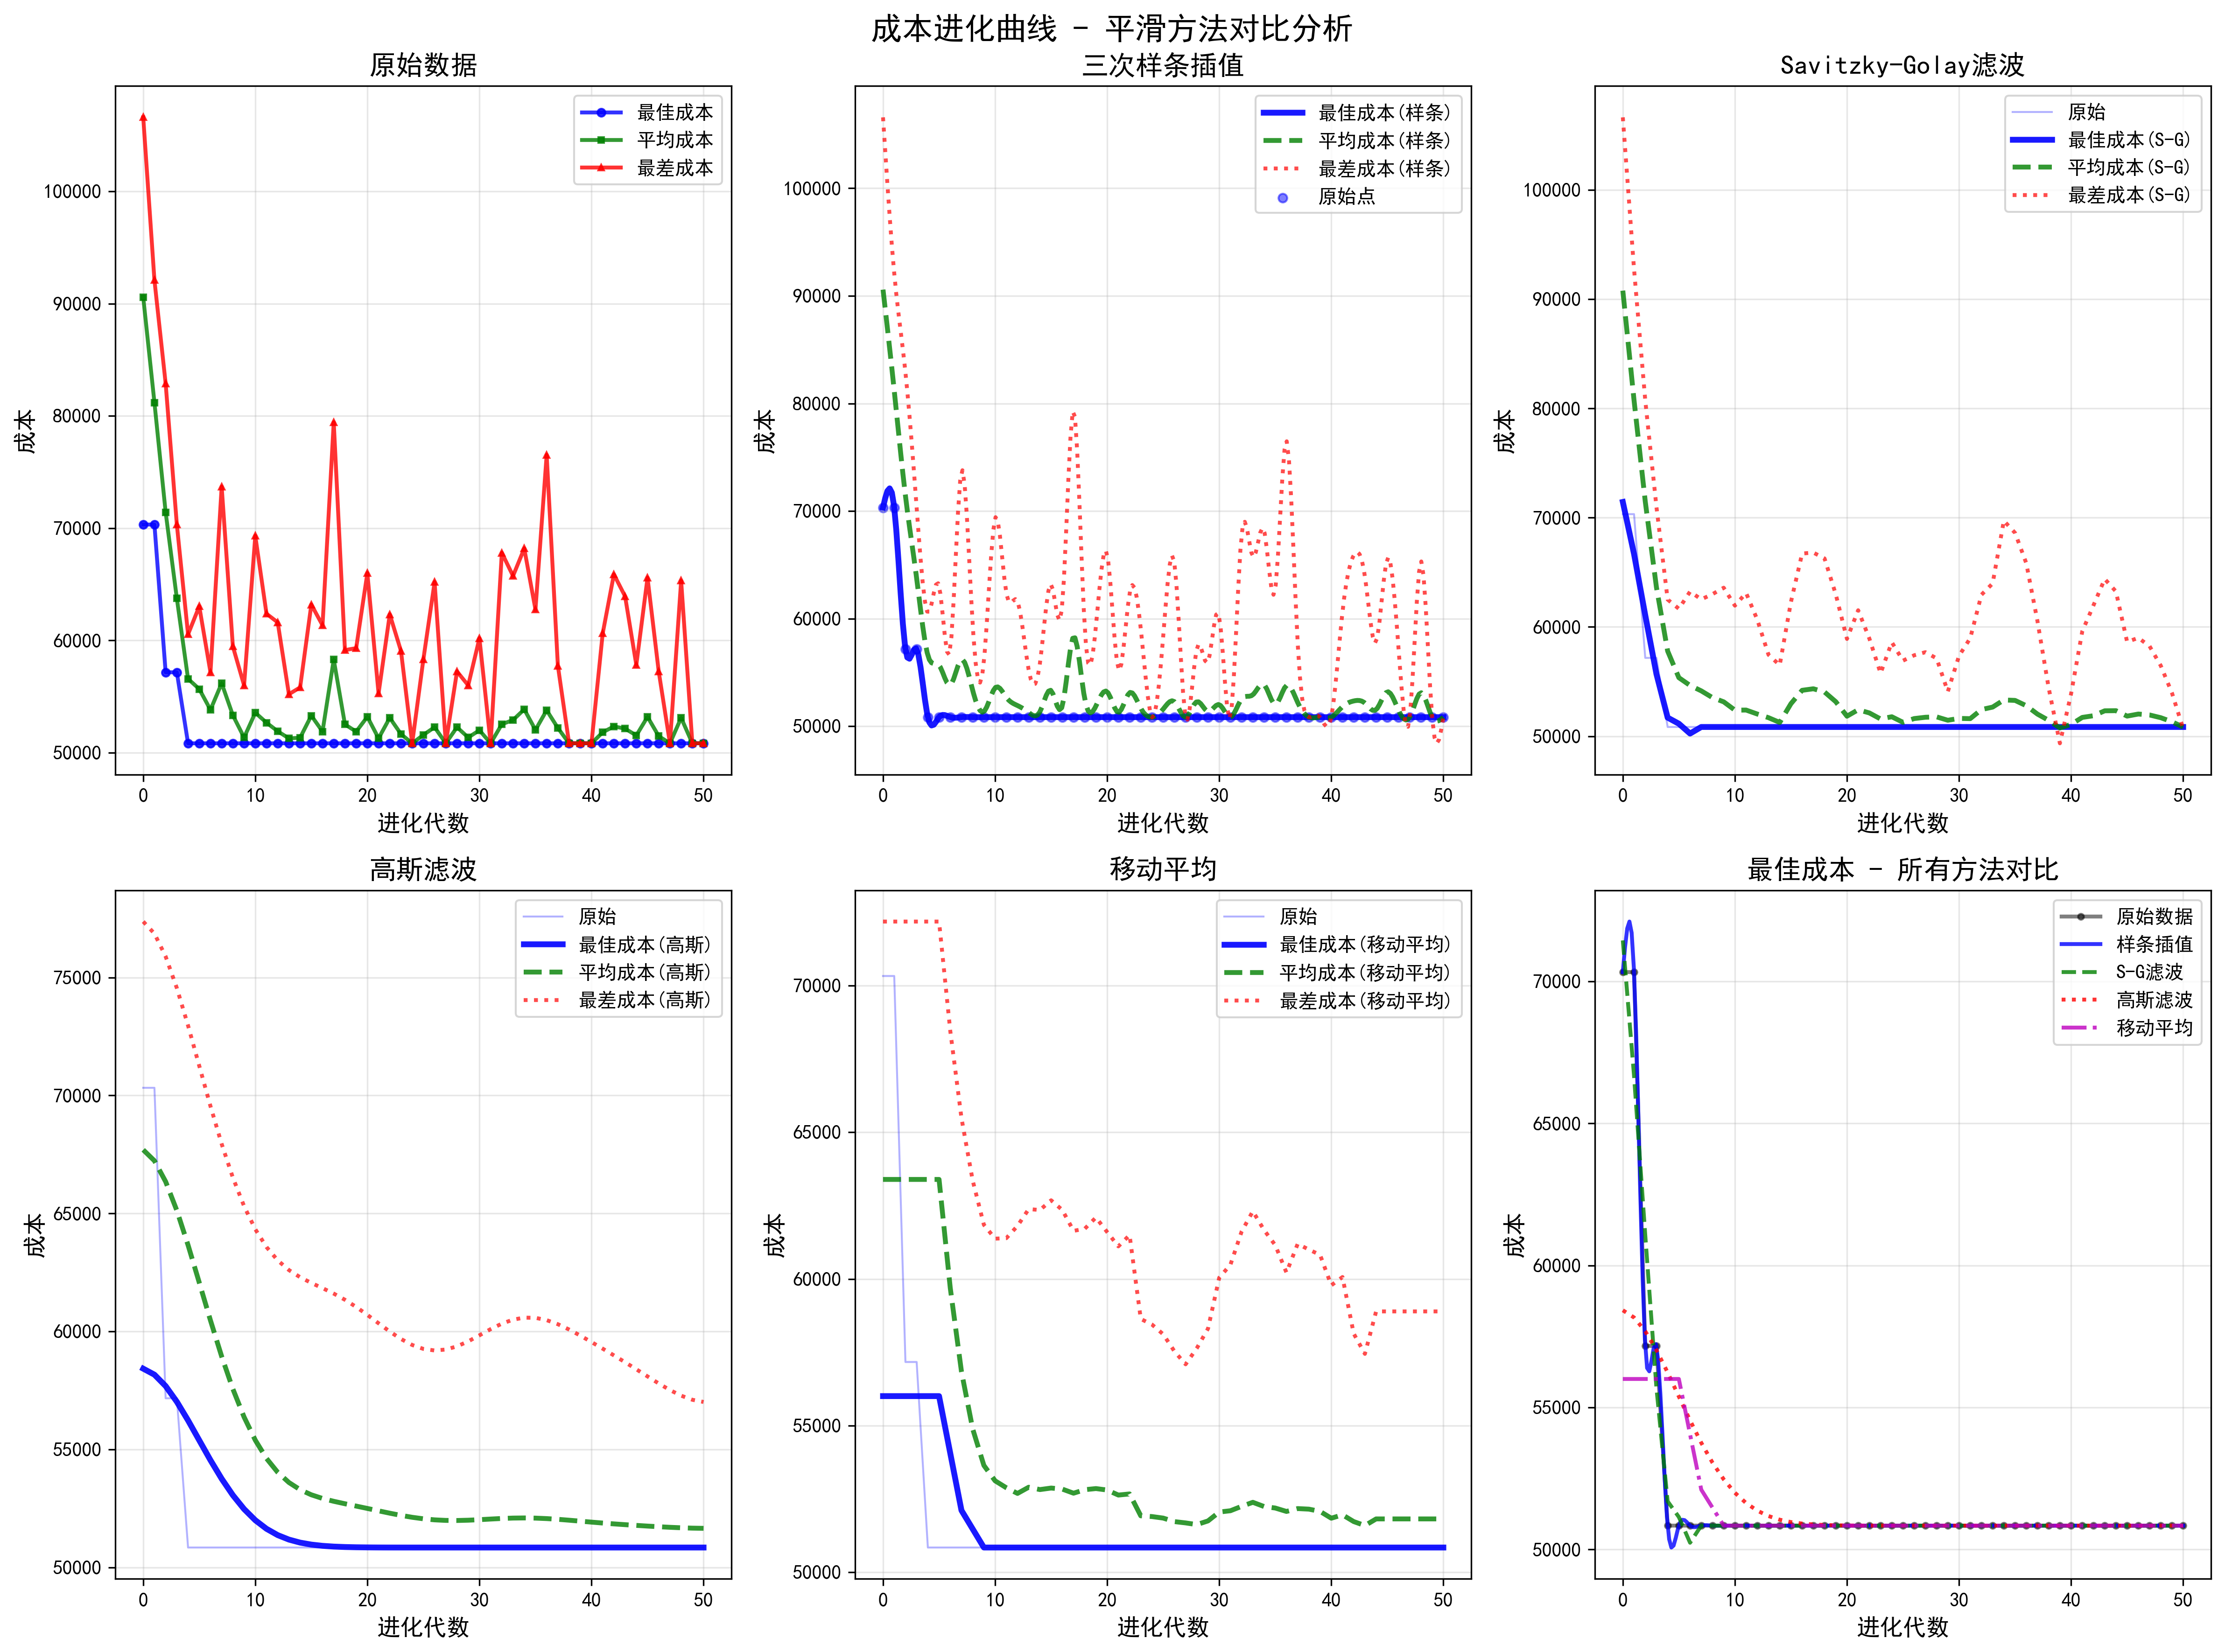 成本进化曲线 - 平滑方法对比分析
原始数据
最佳成本
平均成本
最差成本
100000
90000
80000
70000
60000
50000
成本
0 10 20 30 40 50
进化代数
三次样条插值
最佳成本(样条)
平均成本(样条)
最差成本(样条)
原始点
100000
90000
80000
70000
60000
50000
成本
0 10 20 30 40 50
进化代数
Savitzky-Golay滤波
原始
最佳成本(S-G)
平均成本(S-G)
最差成本(S-G)
100000
90000
80000
70000
60000
50000
成本
0 10 20 30 40 50
进化代数
高斯滤波
原始
最佳成本(高斯)
平均成本(高斯)
最差成本(高斯)
75000
70000
65000
60000
55000
50000
成本
0 10 20 30 40 50
进化代数
移动平均
原始
最佳成本(移动平均)
平均成本(移动平均)
最差成本(移动平均)
70000
65000
60000
55000
50000
成本
0 10 20 30 40 50
进化代数
最佳成本 - 所有方法对比
原始数据
样条插值
S-G滤波
高斯滤波
移动平均
70000
65000
60000
55000
50000
成本
0 10 20 30 40 50
进化代数